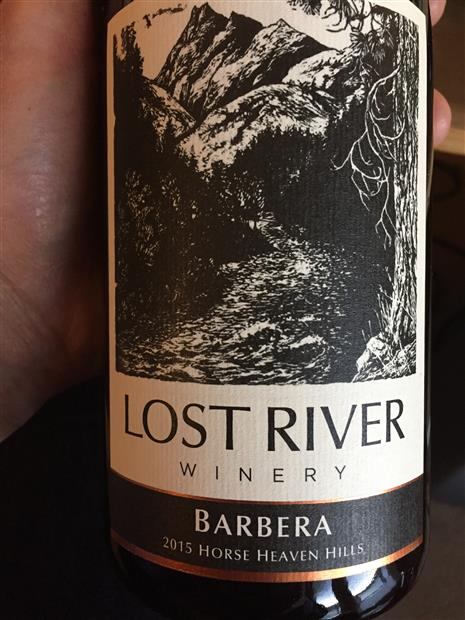 LOST RIVER
WINERY
BARBERA
2015 HORSE HEAVEN HILLS